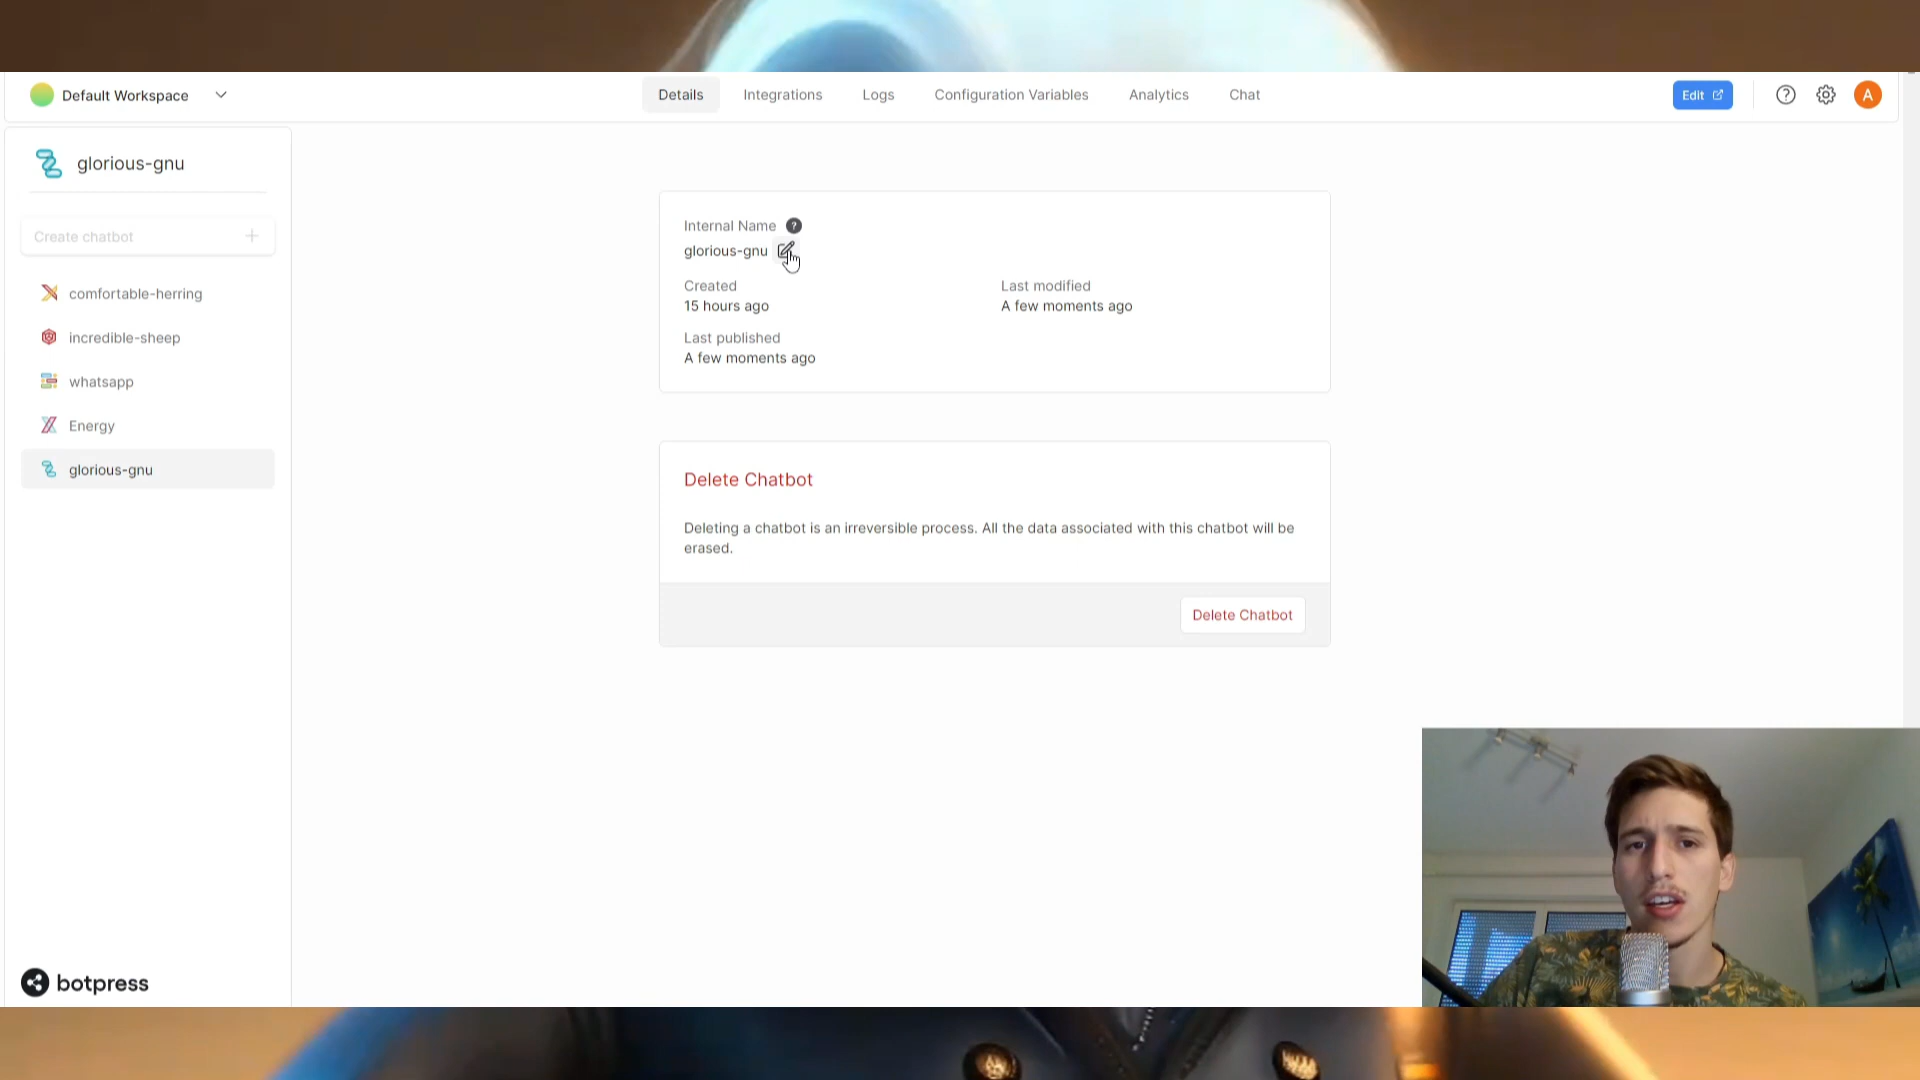 Default Workspace
Details
Integrations
Logs
Configuration Variables
Analytics
Chat
Edit
?
A
glorious-gnu
Create chatbot +
comfortable-herring
incredible-sheep
whatsapp
Energy
glorious-gnu
Internal Name ?
glorious-gnu
Created
15 hours ago
Last modified
A few moments ago
Last published
A few moments ago
Delete Chatbot
Deleting a chatbot is an irreversible process. All the data associated with this chatbot will be
erased.
Delete Chatbot
botpress